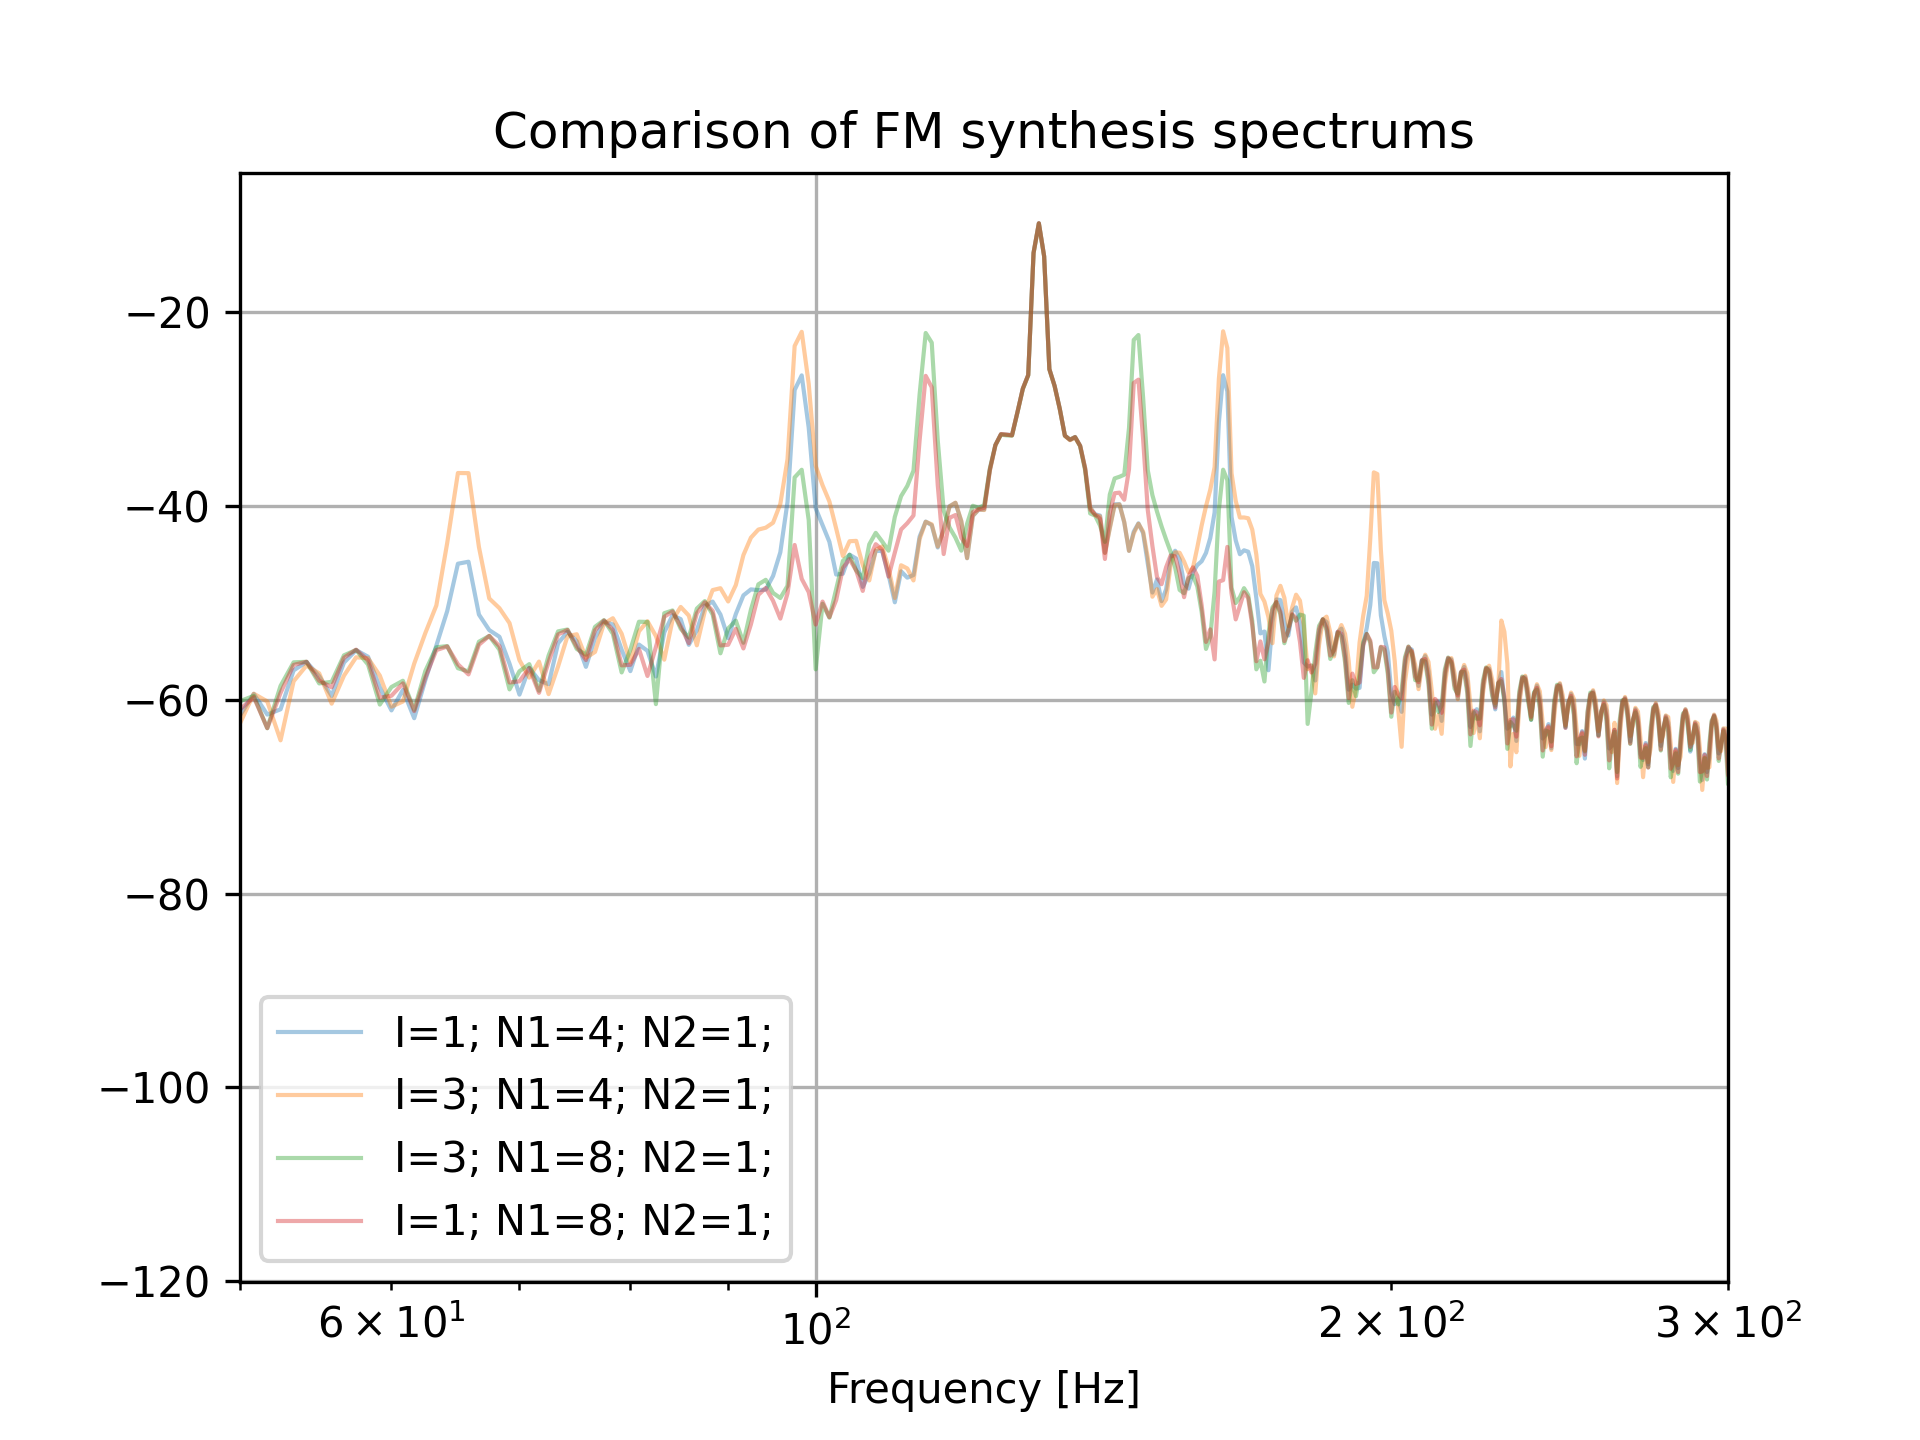 Comparison of FM synthesis spectrums
−20
−40
−60
−80
−100
−120
I=1; N1=4; N2=1;
I=3; N1=4; N2=1;
I=3; N1=8; N2=1;
I=1; N1=8; N2=1;
6 × 10¹
10²
2 × 10²
3 × 10²
Frequency [Hz]